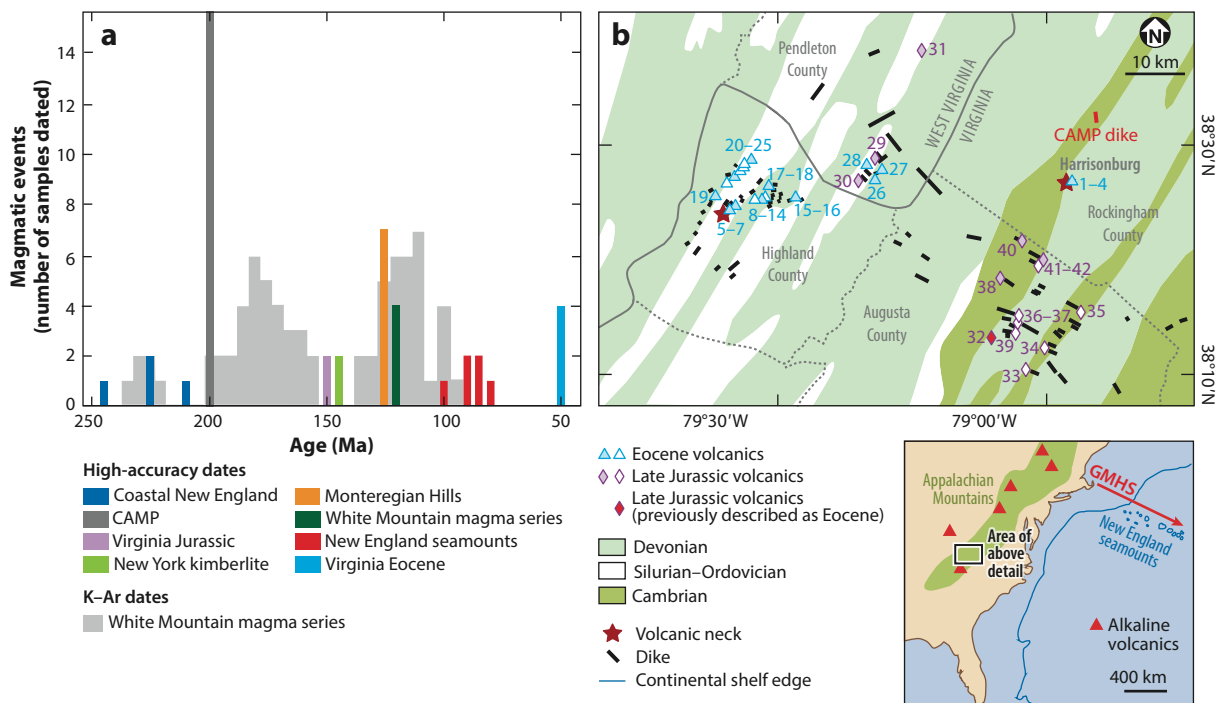 a
Magmatic events
(number of samples dated)
14
12
10
8
6
4
2
0
250
200
150
100
50
Age (Ma)
High-accuracy dates
Coastal New England
CAMP
Virginia Jurassic
New York kimberlite
Monteregian Hills
White Mountain magma series
New England seamounts
Virginia Eocene
K–Ar dates
White Mountain magma series
b
Pendleton
County
31
N
10 km
WEST VIRGINIA
VIRGINIA
CAMP dike
38°30'N
20–25
29
28
Harrisonburg
17–18
27
1–4
30
26
19
8–14
15–16
5–7
Rockingham
County
Highland
County
40
41–42
38
Augusta
County
36–37
35
32
39
34
33
38°10'N
79°30'W
79°00'W
Eocene volcanics
Late Jurassic volcanics
Late Jurassic volcanics
(previously described as Eocene)
Devonian
Silurian–Ordovician
Cambrian
Volcanic neck
Dike
Continental shelf edge
Appalachian
Mountains
GMHS
New England
seamounts
Area of
above
detail
Alkaline
volcanics
400 km